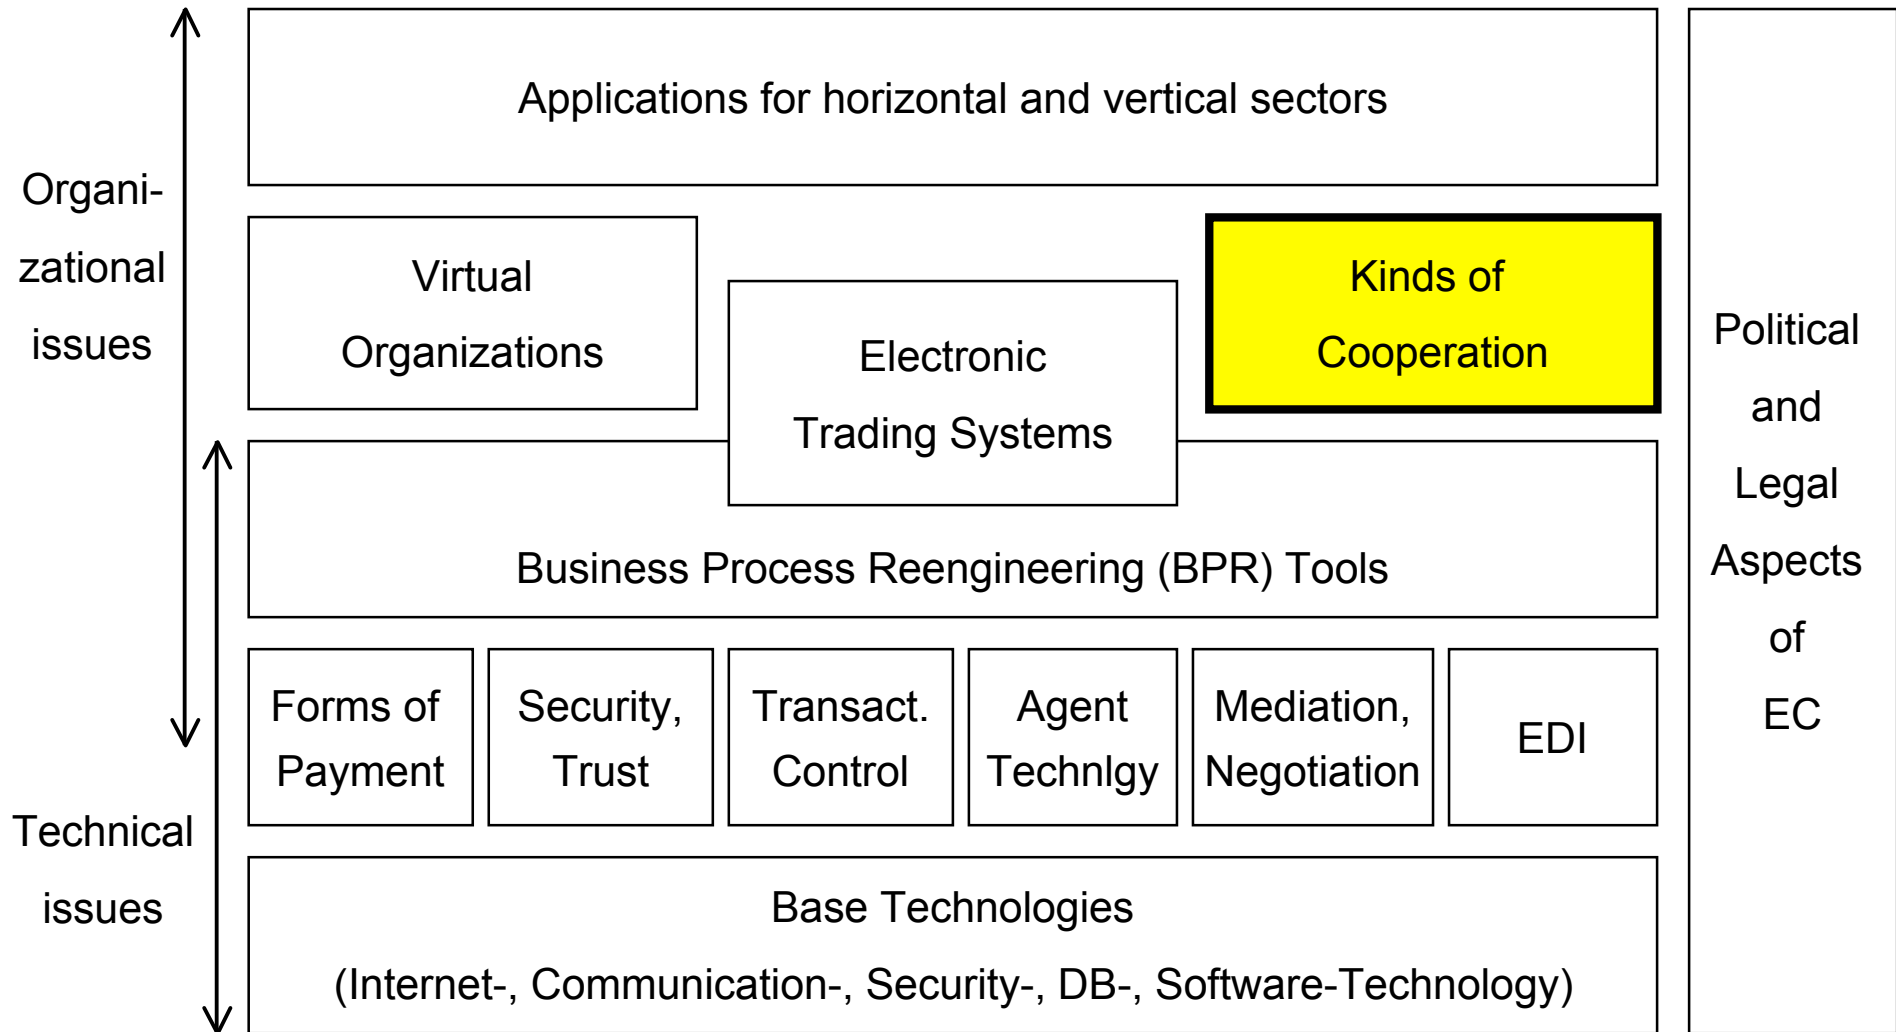 Applications for horizontal and vertical sectors
Organi-
zational
issues
Virtual
Organizations
Electronic
Trading Systems
Kinds of
Cooperation
Business Process Reengineering (BPR) Tools
Forms of
Payment
Security,
Trust
Transact.
Control
Agent
Technlgy
Mediation,
Negotiation
EDI
Technical
issues
Base Technologies
(Internet-, Communication-, Security-, DB-, Software-Technology)
Political
and
Legal
Aspects
of
EC